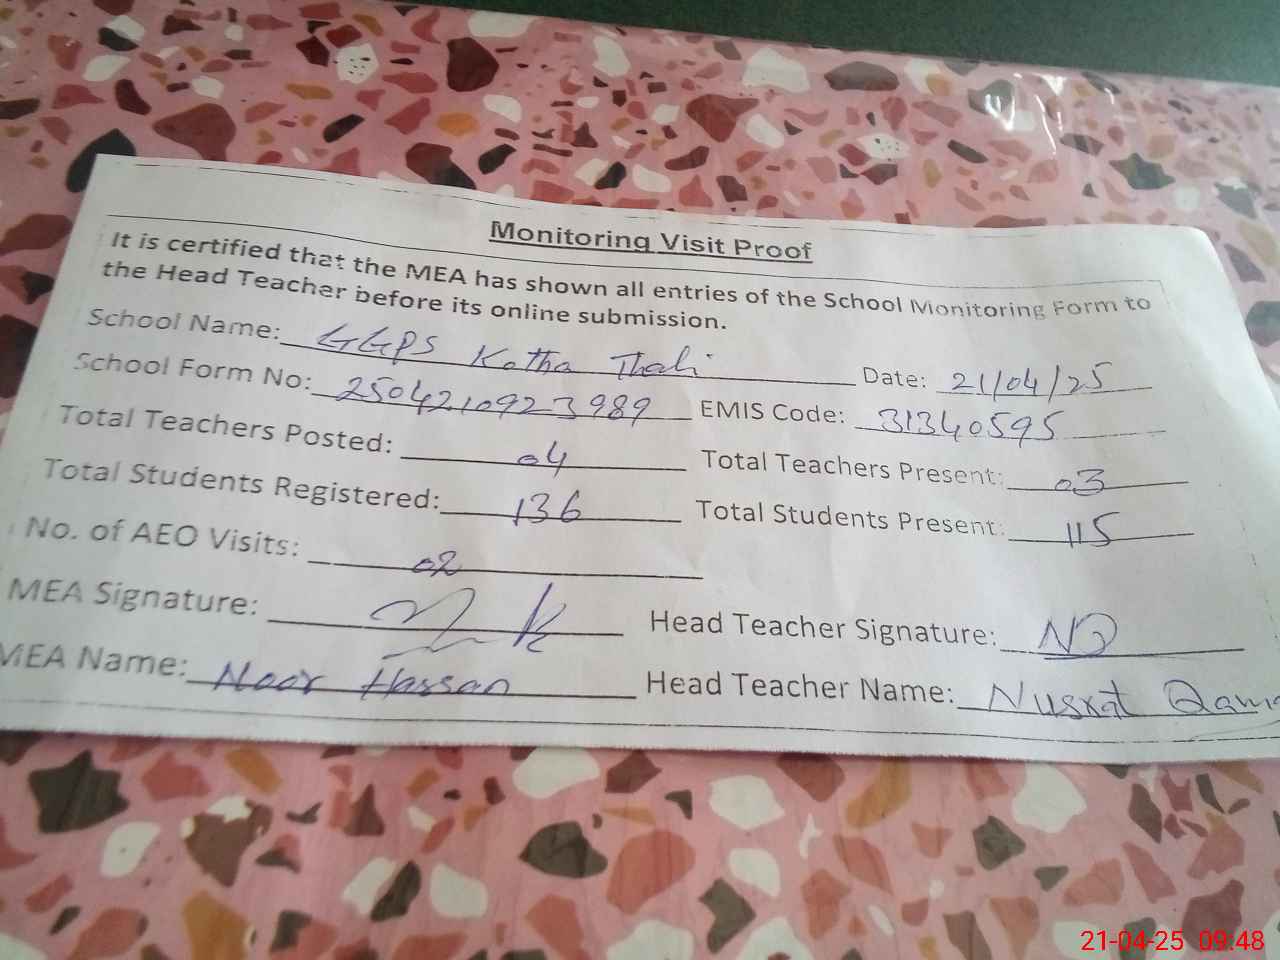 Monitoring Visit Proof
It is certified that the MEA has shown all entries of the School Monitoring Form to
the Head Teacher before its online submission.
School Name: GGPS Kotha Thali Date: 21/04/25
School Form No: 2504210923989 EMIS Code: 31340595
Total Teachers Posted: 04 Total Teachers Present: 03
Total Students Registered: 136 Total Students Present: 115
No. of AEO Visits: 02
MEA Signature: Head Teacher Signature:
MEA Name: Noor Hassan Head Teacher Name: Nusrat
21-04-25 09:48